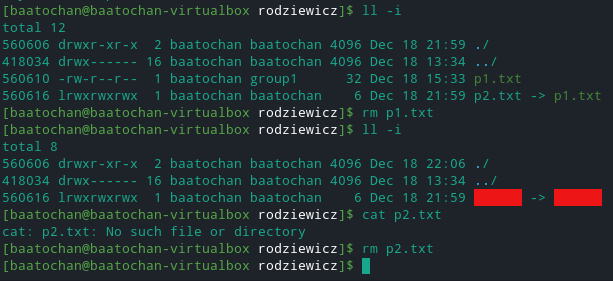 [baatochan@baatochan-virtualbox rodziewicz]$ ll -i
total 12
560606 drwxr-xr-x  2 baatochan baatochan 4096 Dec 18 21:59 ./
418034 drwx------ 16 baatochan baatochan 4096 Dec 18 13:34 ../
560610 -rw-r--r--  1 baatochan group1      32 Dec 18 15:33 p1.txt
560616 lrwxrwxrwx  1 baatochan baatochan    6 Dec 18 21:59 p2.txt -> p1.txt
[baatochan@baatochan-virtualbox rodziewicz]$ rm p1.txt
[baatochan@baatochan-virtualbox rodziewicz]$ ll -i
total 8
560606 drwxr-xr-x  2 baatochan baatochan 4096 Dec 18 22:06 ./
418034 drwx------ 16 baatochan baatochan 4096 Dec 18 13:34 ../
560616 lrwxrwxrwx  1 baatochan baatochan    6 Dec 18 21:59 ->
[baatochan@baatochan-virtualbox rodziewicz]$ cat p2.txt
cat: p2.txt: No such file or directory
[baatochan@baatochan-virtualbox rodziewicz]$ rm p2.txt
[baatochan@baatochan-virtualbox rodziewicz]$